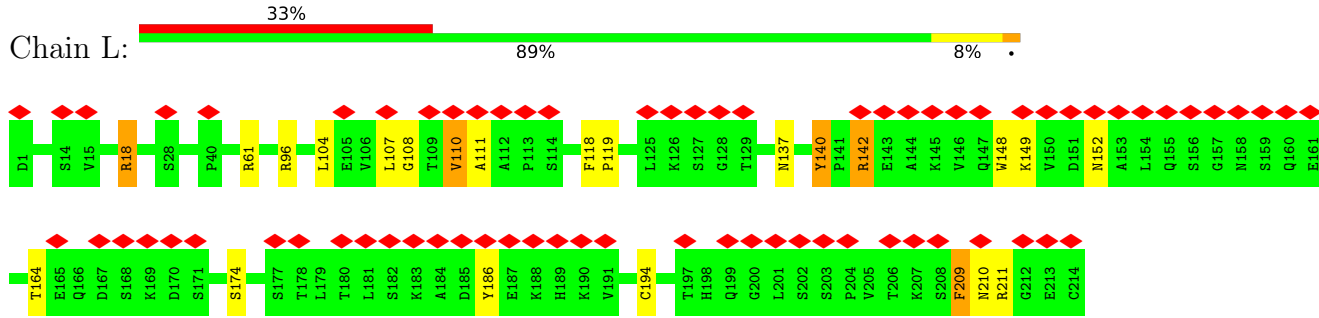 33%
Chain L:
89% 8% •
D1 S14 V15 R18 S28 P40 R61 R96 L104 E105 V106 L107 G108 T109 V110 A111 A112 P113 S114 F118 P119 L125 K126 S127 G128 T129 N137 Y140 P141 R142 E143 A144 K145 V146 Q147 W148 K149 V150 D151 N152 A153 L154 Q155 S156 G157 N158 S159 Q160 E161
T164 E165 Q166 D167 S168 K169 D170 S171 S174 S177 T178 L179 T180 L181 S182 K183 A184 D185 Y186 E187 K188 H189 K190 V191 C194 T197 H198 Q199 G200 L201 S202 S203 P204 V205 T206 K207 S208 F209 N210 R211 G212 E213 C214